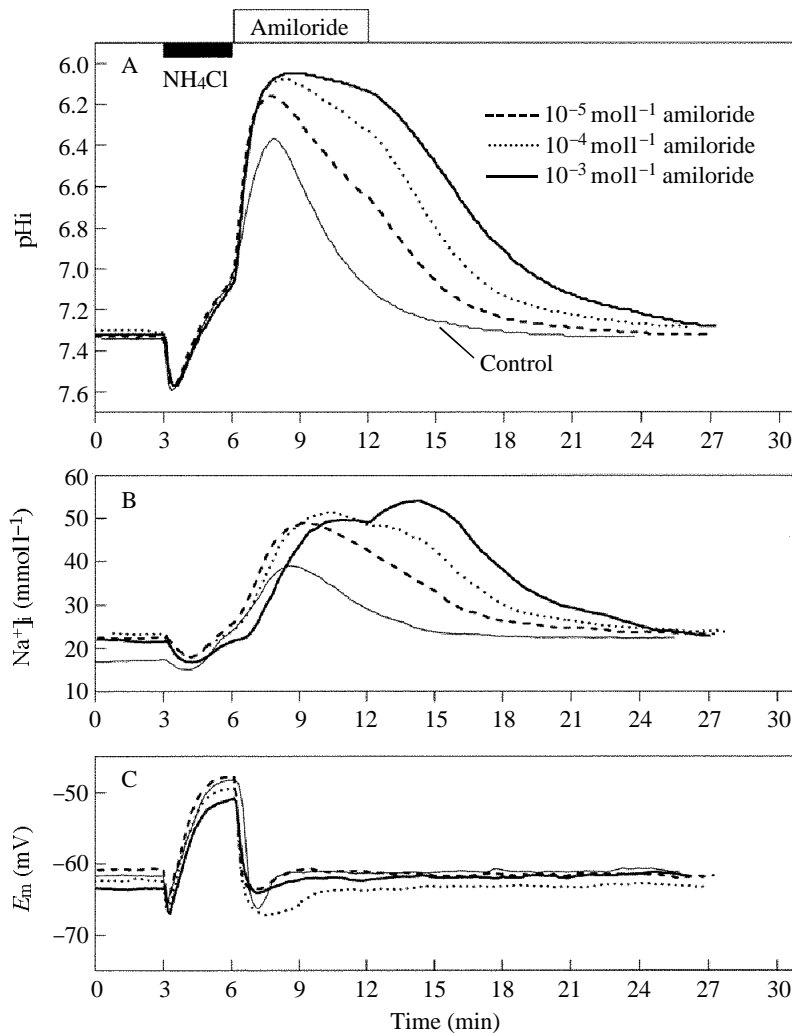 Amiloride
A
NH4Cl
10−5 moll−1 amiloride
10−4 moll−1 amiloride
10−3 moll−1 amiloride
Control
pHi
6.0
6.2
6.4
6.6
6.8
7.0
7.2
7.4
7.6
0 3 6 9 12 15 18 21 24 27 30
B
Na+]i (mmoll−1)
60
50
40
30
20
10
0 3 6 9 12 15 18 21 24 27 30
C
Em (mV)
−50
−60
−70
0 3 6 9 12 15 18 21 24 27 30
Time (min)